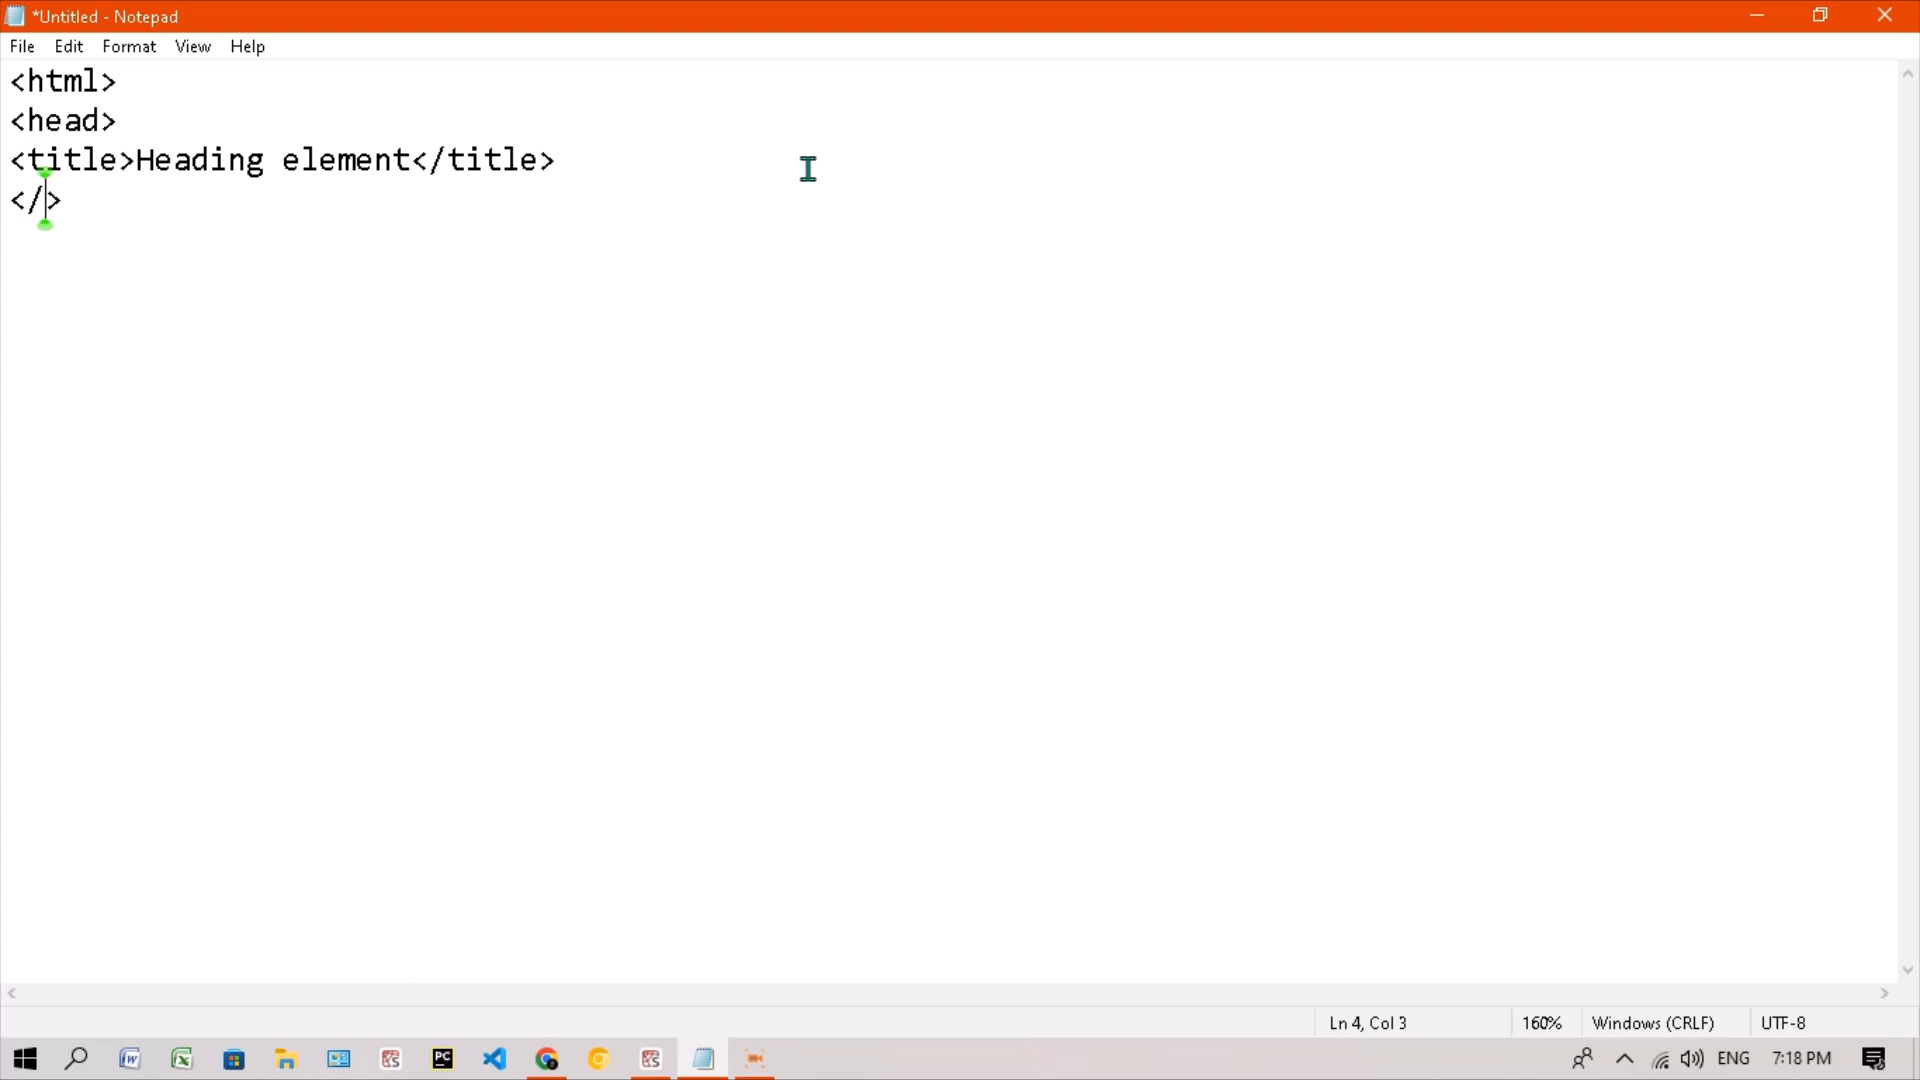 *Untitled - Notepad
File Edit Format View Help
<html>
<head>
<title>Heading element</title>
</>
Ln 4, Col 3 160% Windows (CRLF) UTF-8
PC ENG 7:18 PM